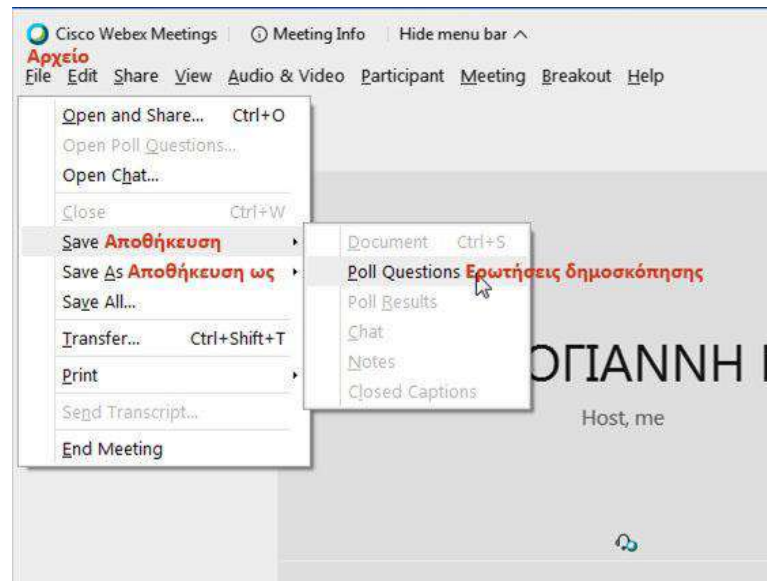 Cisco Webex Meetings Meeting Info Hide menu bar
Αρχείο
File Edit Share View Audio & Video Participant Meeting Breakout Help
Open and Share... Ctrl+O
Open Poll Questions...
Open Chat...
Close Ctrl+W
Save Αποθήκευση
Save As Αποθήκευση ως
Save All...
Transfer... Ctrl+Shift+T
Print
Send Transcript...
End Meeting
Document Ctrl+S
Poll Questions Ερωτήσεις δημοσκόπησης
Poll Results
Chat
Notes
Closed Captions
ΟΓΙΑΝΝΗ
Host, me